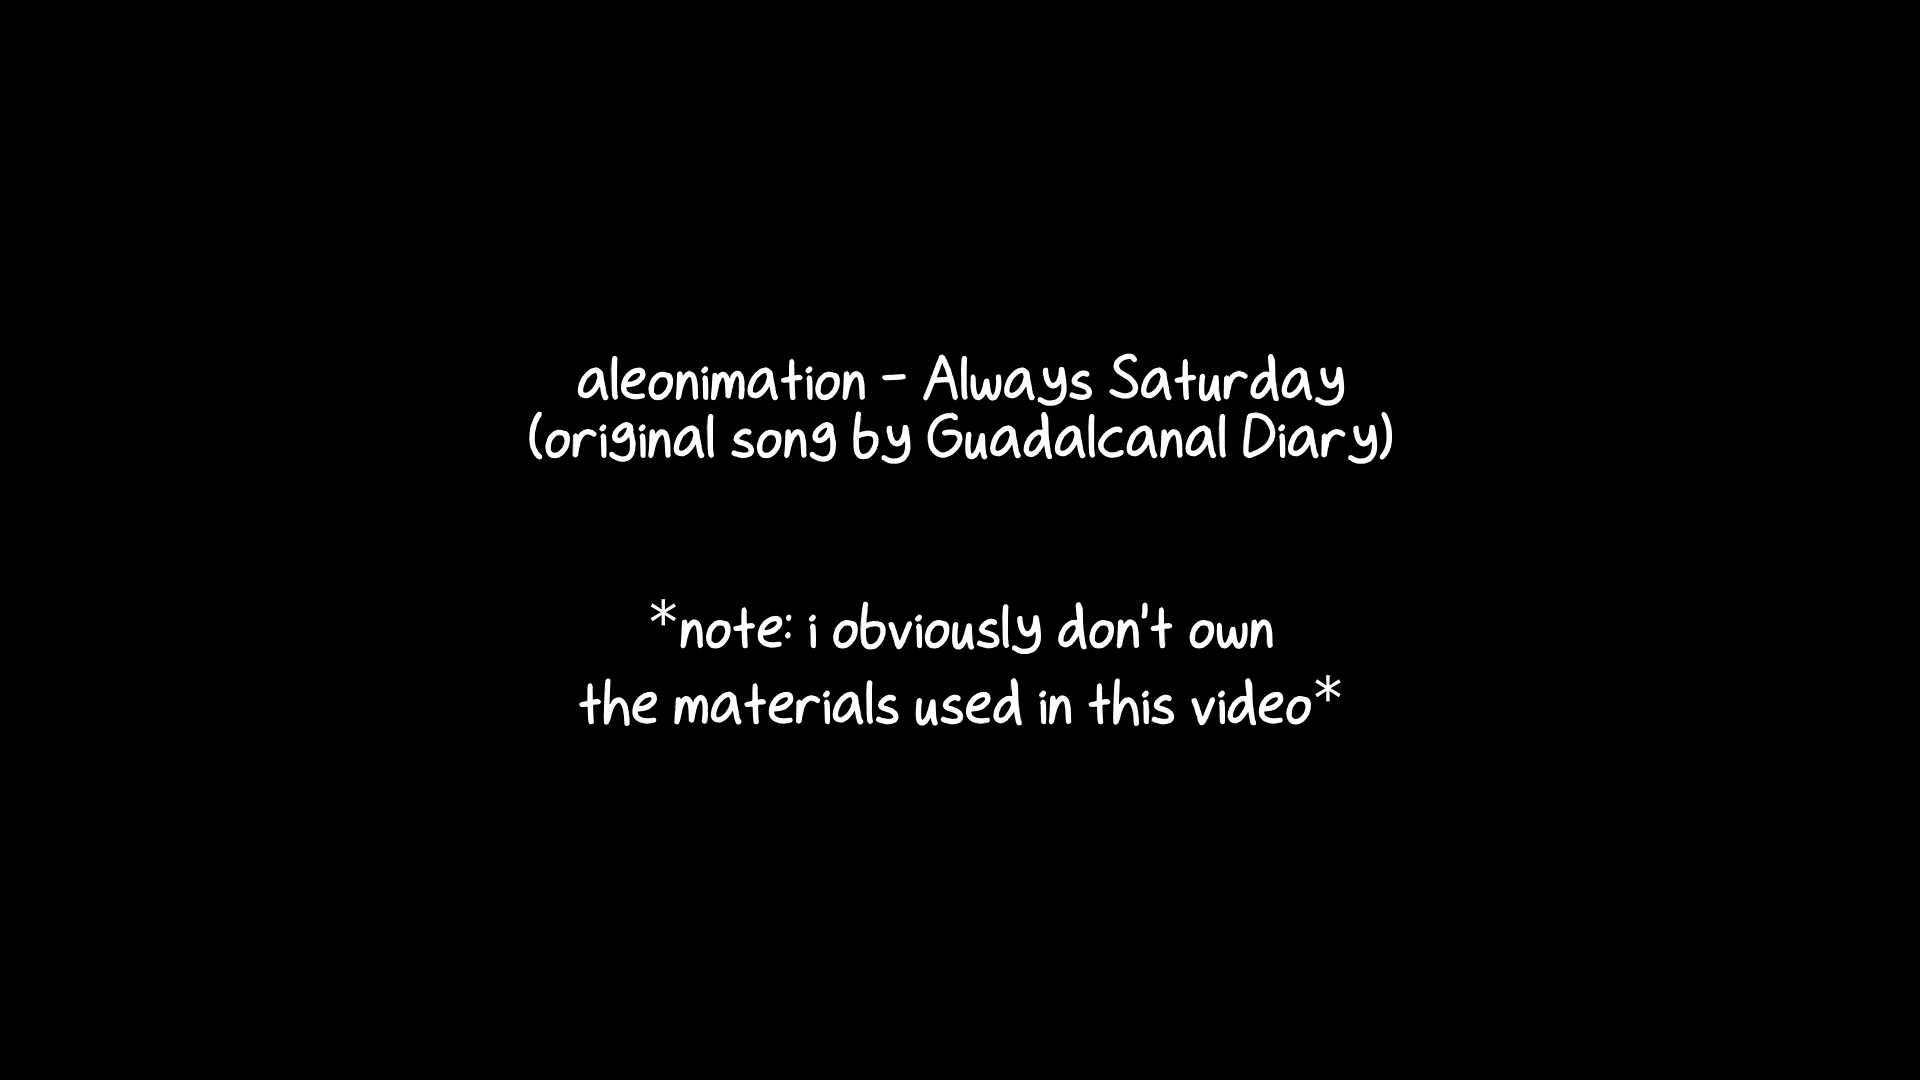 aleonimation - Always Saturday
(original song by Guadalcanal Diary)
*note: i obviously don't own
the materials used in this video*